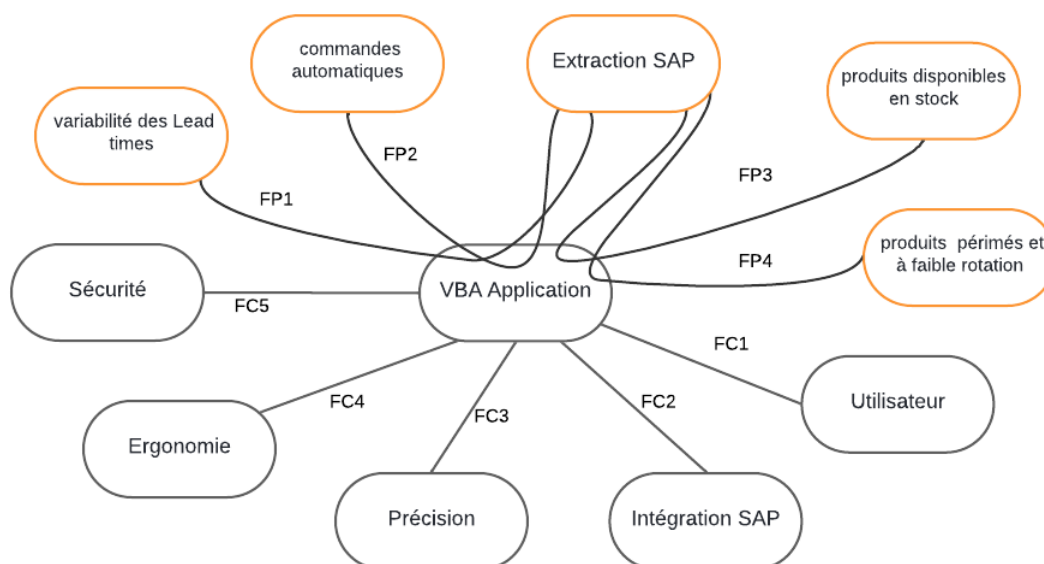 commandes
automatiques
Extraction SAP
produits disponibles
en stock
variabilité des Lead
times
FP2
FP3
FP1
produits  périmés et
à faible rotation
FP4
Sécurité
VBA Application
FC5
FC1
Utilisateur
FC4
FC3
FC2
Ergonomie
Précision
Intégration SAP